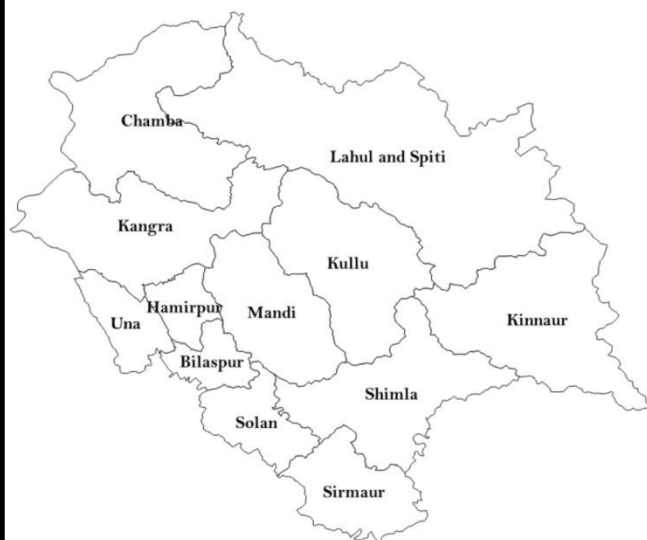 Chamba
Lahul and Spiti
Kangra
Kullu
Hamirpur
Mandi
Una
Kinnaur
Bilaspur
Shimla
Solan
Sirmaur